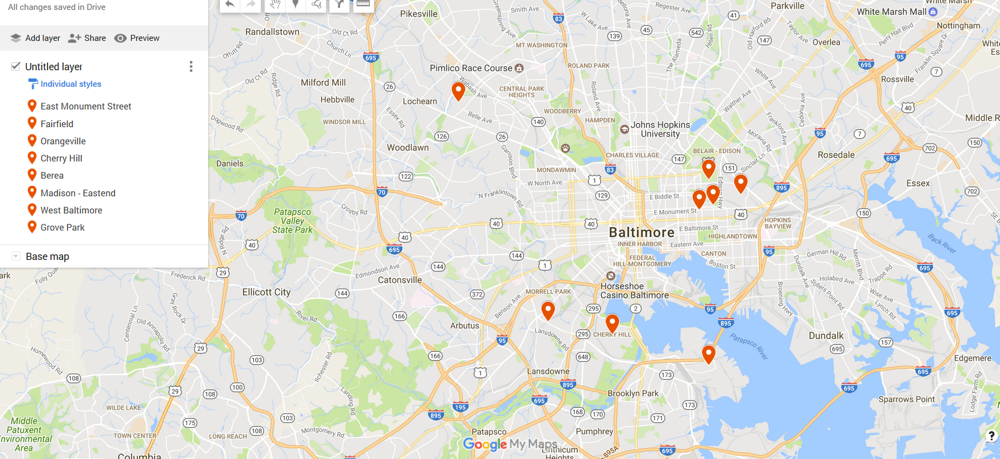 All changes saved in Drive
Add layer
Share
Preview
Untitled layer
Individual styles
East Monument Street
Fairfield
Orangeville
Cherry Hill
Berea
Madison - Eastend
West Baltimore
Grove Park
Base map
Pikesville
Smith Ave
Greenspring Ave
83
Bellona Ave
Regester Ave
Parkville
White Marsh
White Marsh Mall
Randallstown
Old Ct Rd
W Lake Ave
45
41
Old Harford Rd
Taylor Ave
Nottingham
Offutt Rd
Church Ln
MT WASHINGTON
139
542
Hillen Rd
147
Overlea
Perry Hall Blvd
695
The Alameda
695
95
Franklin Square Dr
Pimlico Race Course
ROLAND PARK
White Ave
7
Old Ct Rd
Ridge Rd
Milford Mill
26
Wabash Ave
CENTRAL PARK
HEIGHTS
Roland Ave
Rossville
Hebbville
Lochearn
Walther Ave
Cedonia Ave
40
Dogwood Rd
WINDSOR MILL
Essex Rd
Belle Ave
WOODBERRY
HAMPDEN
Frankford Ave
Middle R
140
Johns Hopkins
University
126
26
Moravia Rd
95
7
Woodlawn
Garrison Blvd
BELAIR - EDISON
702
150
Daniels
CHARLES VILLAGE
147
151
Sinclair Ln
Rosedale
695
MONDAWMIN
83
122
W North Ave
1
Edison Hwy
895
Essex
70
N Franklintown Rd
129
E Biddle St
702
Patapsco
Valley
State Park
Crosby Rd
E Monument St
40
150
70
HOPKINS
BAYVIEW
40
40
Baltimore
E Baltimore St
N Ridge Rd
40
40
INNER HARBOR
Eastern Ave
HIGHLANDTOWN
Back River
695
144
FEDERAL
HILL-MONTGOMERY
CANTON
95
German Hill Rd
Boston St
29
144
Edmondson Ave
1
Dundalk Ave
Merritt Blvd
Trappe Rd
695
Frederick Rd
Catonsville
Holabird Ave
Ellicott City
144
372
MORRELL PARK
Horseshoe
Casino Baltimore
Broening Hwy
Sollers Point Rd
Wise Ave
Gray Rock Dr
Benson Ave
295
2
95
Lynch Rd
695
Centennial Ln
River Rd
166
895
Old Annapolis Rd
Arbutus
Lansdowne Rd
295
CHERRY HILL
Patapsco River
Dundalk
157
29
95
695
Homewood Rd
103
Ilchester Rd
166
648
Edgemere
1
Lansdowne
173
695
108
100
895
695
29
108
Landing Rd
Brooklyn Park
Sparrows Point
Lodge Farm Rd
WILDE LAKE
195
695
173
168
170
171
895
103
Middle
Patuxent
Environmental
Area
175
108
Montgomery Rd
Patapsco
Pumphrey
TOWN CENTER
LONG REACH
Google My Maps
Linthicum
Heights
695
Columbia